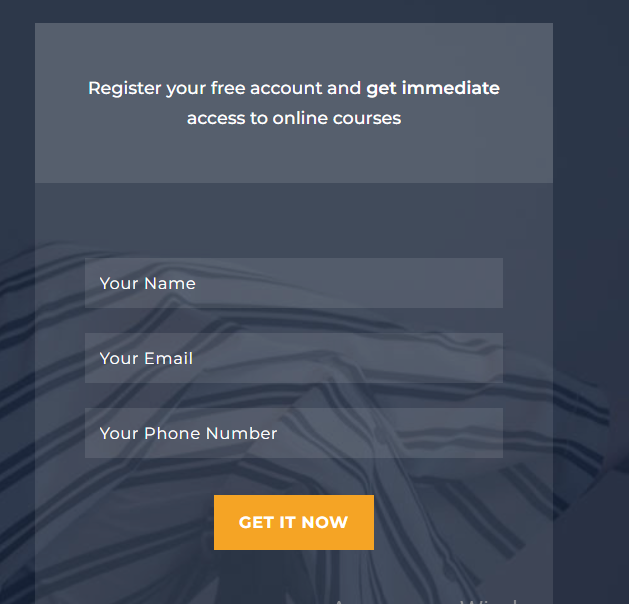 Register your free account and get immediate
access to online courses
Your Name
Your Email
Your Phone Number
GET IT NOW